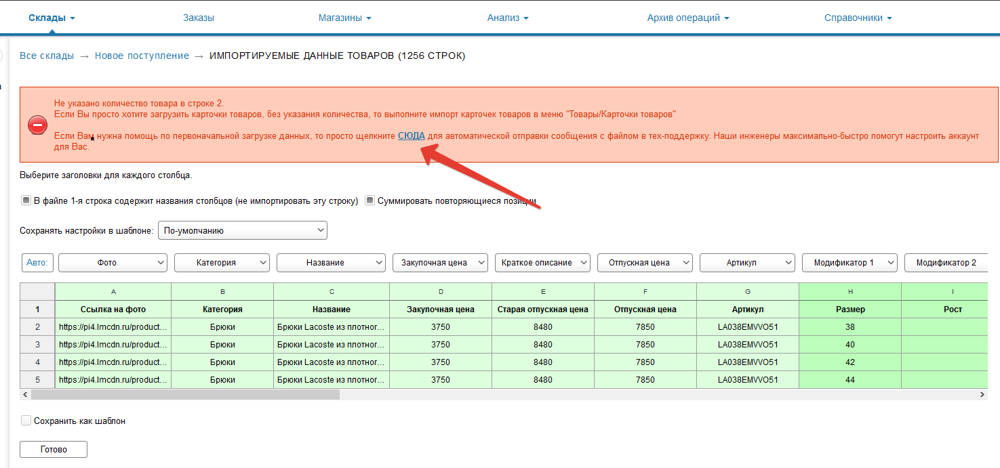 Склады Заказы Магазины Анализ Архив операций Справочники
Все склады → Новое поступление → ИМПОРТИРУЕМЫЕ ДАННЫЕ ТОВАРОВ (1256 СТРОК)
Не указано количество товара в строке 2.
Если Вы просто хотите загрузить карточки товаров, без указания количества, то выполните импорт карточек товаров в меню "Товары/Карточки товаров"
Если Вам нужна помощь по первоначальной загрузке данных, то просто щелкните СЮДА для автоматической отправки сообщения с файлом в тех-поддержку. Наши инженеры максимально-быстро помогут настроить аккаунт
для Вас.
Выберите заголовки для каждого столбца.
В файле 1-я строка содержит названия столбцов (не импортировать эту строку) Суммировать повторяющиеся позиции
Сохранять настройки в шаблоне: По-умолчанию
Авто: Фото Категория Название Закупочная цена Краткое описание Отпускная цена Артикул Модификатор 1 Модификатор 2
A B C D E F G H I
1 Ссылка на фото Категория Название Закупочная цена Старая отпускная цена Отпускная цена Артикул Размер Рост
2 https://pi4.lmcdn.ru/product... Брюки Брюки Lacoste из плотног... 3750 8480 7850 LA038EMVVO51 38
3 https://pi4.lmcdn.ru/product... Брюки Брюки Lacoste из плотног... 3750 8480 7850 LA038EMVVO51 40
4 https://pi4.lmcdn.ru/product... Брюки Брюки Lacoste из плотног... 3750 8480 7850 LA038EMVVO51 42
5 https://pi4.lmcdn.ru/product... Брюки Брюки Lacoste из плотног... 3750 8480 7850 LA038EMVVO51 44
Сохранить как шаблон
Готово